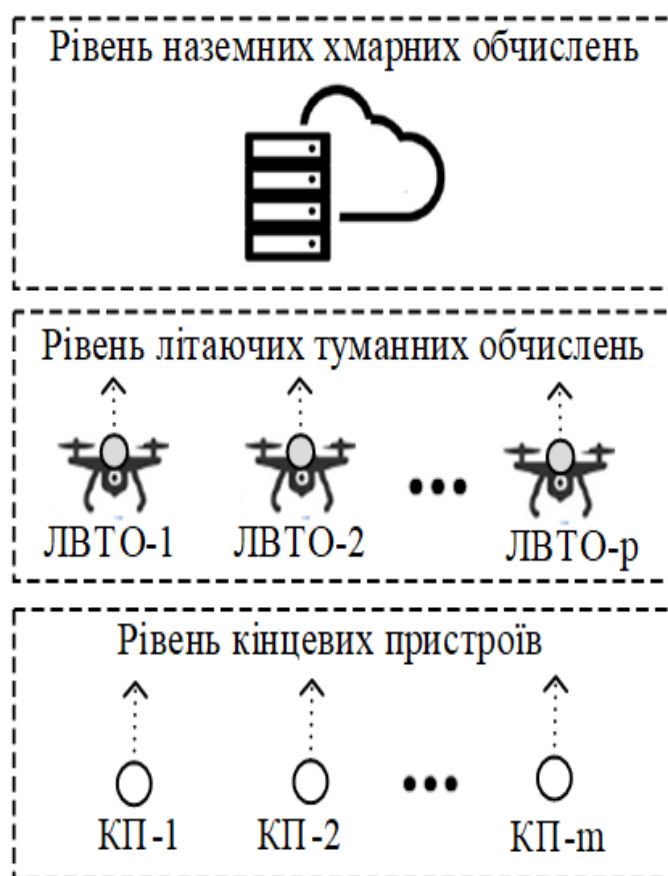 Рівень наземних хмарних обчислень
Рівень літаючих туманних обчислень
ЛВТО-1 ЛВТО-2 ЛВТО-р
Рівень кінцевих пристроїв
КП-1 КП-2 КП-m